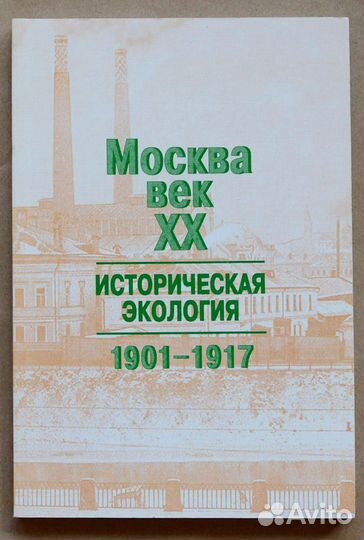 Москва
век
XX
ИСТОРИЧЕСКАЯ
ЭКОЛОГИЯ
1901–1917
Avito